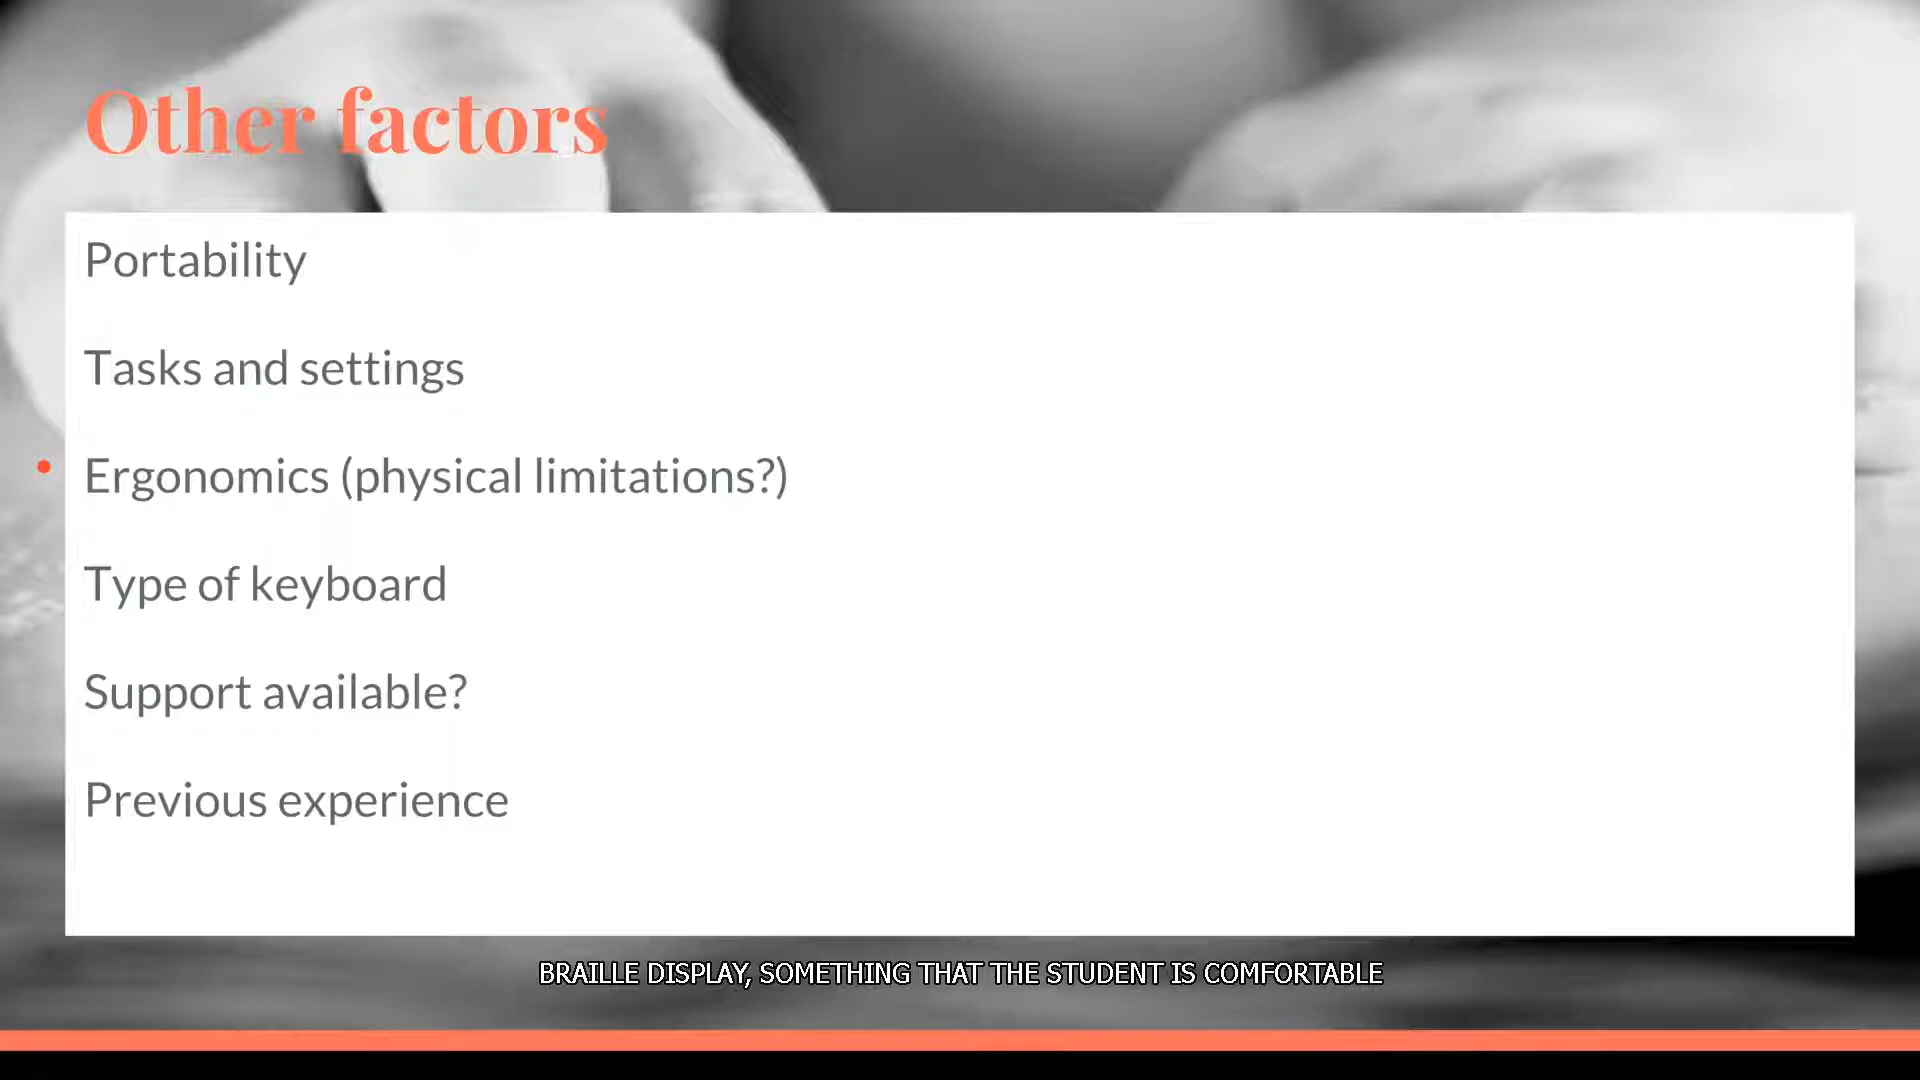 Other factors
Portability
Tasks and settings
Ergonomics (physical limitations?)
Type of keyboard
Support available?
Previous experience
BRAILLE DISPLAY, SOMETHING THAT THE STUDENT IS COMFORTABLE